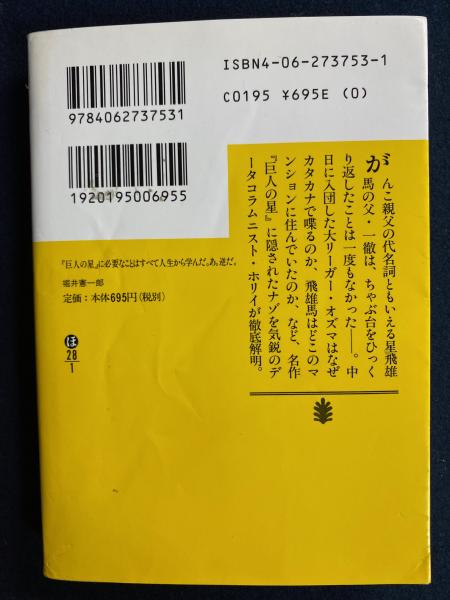 ISBN4-06-273753-1
C0195 ¥695E (0)
9784062737531
1920195006955
『巨人の星』に必要なことはすべて人生から学んだ。あ。逆だ。
堀井憲一郎
定価：本体695円（税別）
ほ
28
1
がんこ親父の代名詞ともいえる星飛雄
馬の父・一徹は、ちゃぶ台をひっく
り返したことは一度もなかった――。中
日に入団した大リーガー・オズマはなぜ
カタカナで喋るのか、飛雄馬はどこのマ
ンションに住んでいたのか、など、名作
『巨人の星』に隠されたナゾを気鋭のデ
ータコラムニスト・ホリイが徹底解明。